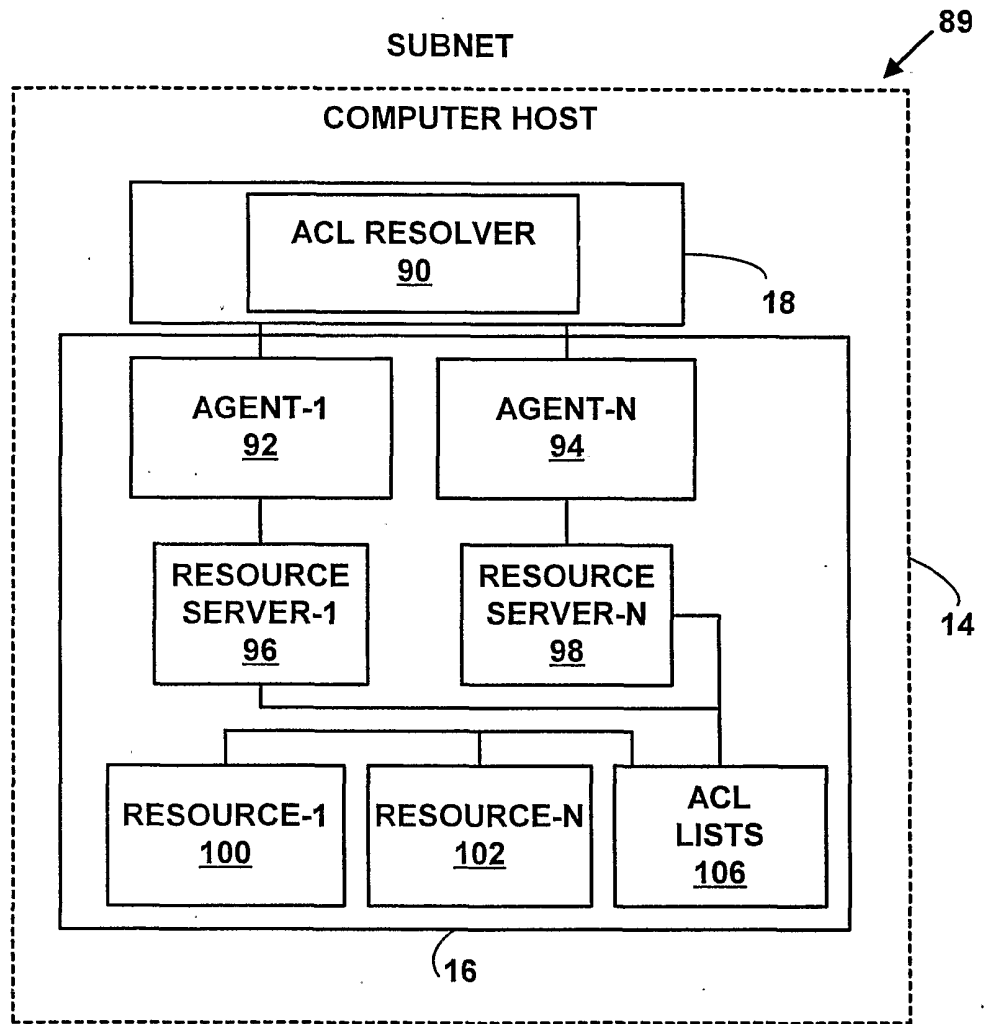 89
SUBNET
COMPUTER HOST
ACL RESOLVER
90
18
AGENT-1
92
AGENT-N
94
RESOURCE
SERVER-1
96
RESOURCE
SERVER-N
98
14
RESOURCE-1
100
RESOURCE-N
102
ACL
LISTS
106
16